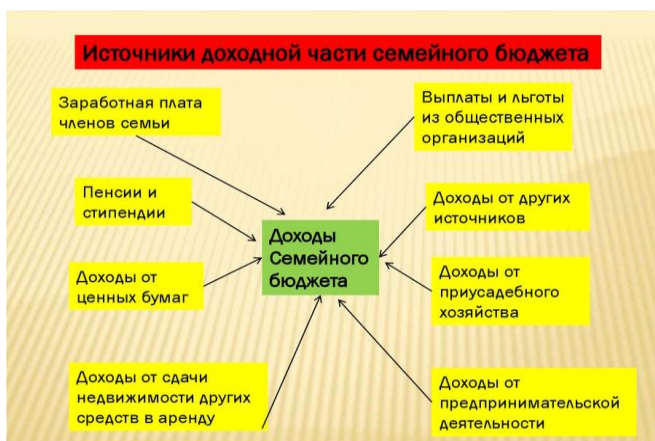 Источники доходной части семейного бюджета
Заработная плата
членов семьи
Выплаты и льготы
из общественных
организаций
Пенсии и
стипендии
Доходы от других
источников
Доходы
Семейного
бюджета
Доходы от
ценных бумаг
Доходы от
приусадебного
хозяйства
Доходы от сдачи
недвижимости других
средств в аренду
Доходы от
предпринимательской
деятельности